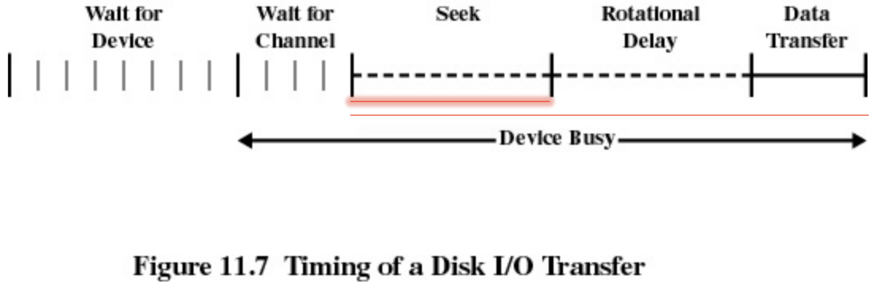 Wait for
Device
Wait for
Channel
Seek
Rotational
Delay
Data
Transfer
Device Busy
Figure 11.7 Timing of a Disk I/O Transfer